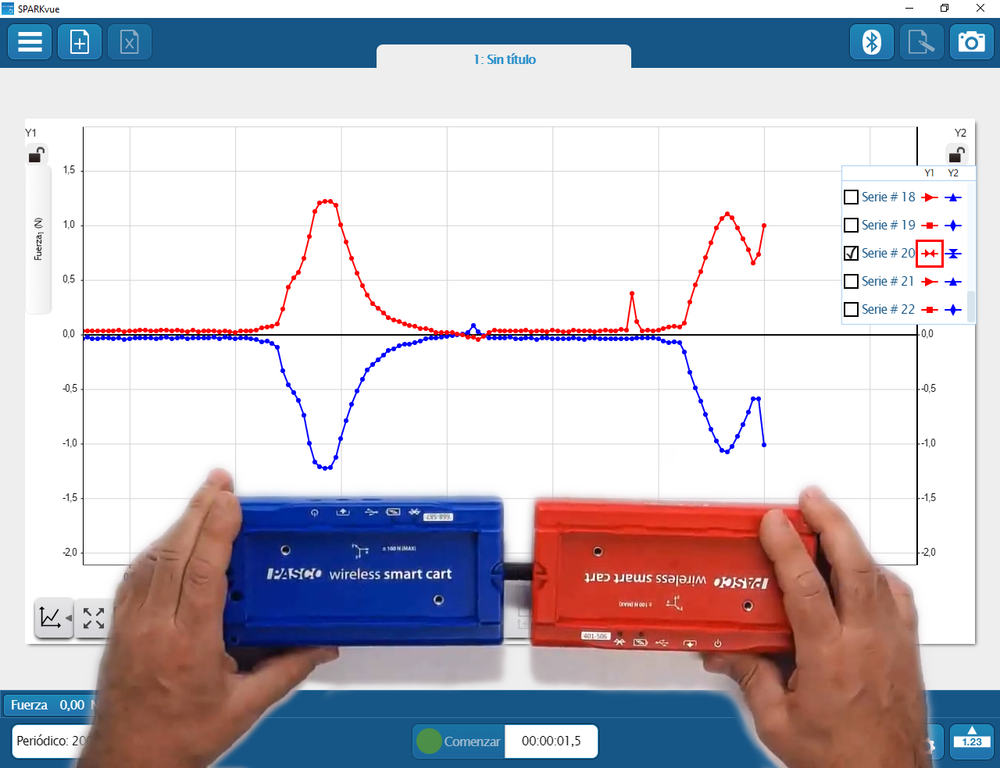 SPARKvue
1: Sin título
Y1
Y2
Fuerza1 (N)
1,5
1,0
0,5
0,0
-0,5
-1,0
-1,5
-2,0
Y1 Y2
Serie # 18
Serie # 19
Serie # 20
Serie # 21
Serie # 22
0,0
-0,5
-1,0
-1,5
-2,0
668-587
± 100 N (MAX)
PASCO wireless smart cart
PASCO wireless smart cart
± 100 N (MAX)
401-506
Fuerza 0,00
Periódico:
Comenzar
00:00:01,5
1.23